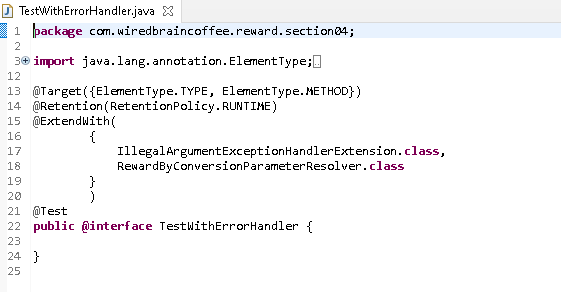 TestWithErrorHandler.java
1 package com.wiredbraincoffee.reward.section04;
2
3 import java.lang.annotation.ElementType;
12
13 @Target({ElementType.TYPE, ElementType.METHOD})
14 @Retention(RetentionPolicy.RUNTIME)
15 @ExtendWith(
16 {
17 IllegalArgumentExceptionHandlerExtension.class,
18 RewardByConversionParameterResolver.class
19 }
20 )
21 @Test
22 public @interface TestWithErrorHandler {
23
24 }
25